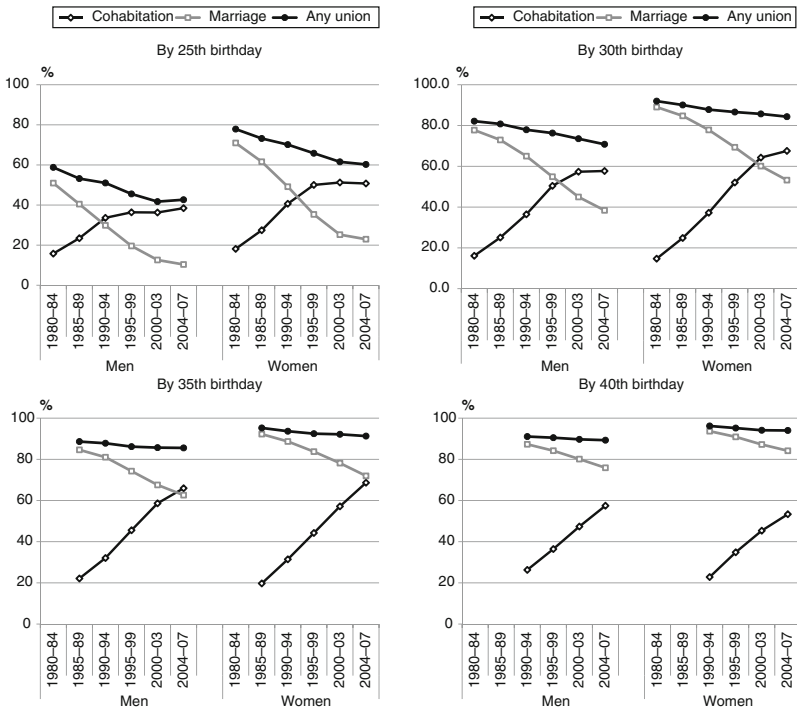 Cohabitation Marriage Any union
Cohabitation Marriage Any union
By 25th birthday
%
100
80
60
40
20
0
1980–84 1985–89 1990–94 1995–99 2000–03 2004–07 1980–84 1985–89 1990–94 1995–99 2000–03 2004–07
Men Women
By 30th birthday
%
100.0
80.0
60.0
40.0
20.0
0.0
1980–84 1985–89 1990–94 1995–99 2000–03 2004–07 1980–84 1985–89 1990–94 1995–99 2000–03 2004–07
Men Women
By 35th birthday
%
100
80
60
40
20
0
1980–84 1985–89 1990–94 1995–99 2000–03 2004–07 1980–84 1985–89 1990–94 1995–99 2000–03 2004–07
Men Women
By 40th birthday
%
100
80
60
40
20
0
1980–84 1985–89 1990–94 1995–99 2000–03 2004–07 1980–84 1985–89 1990–94 1995–99 2000–03 2004–07
Men Women